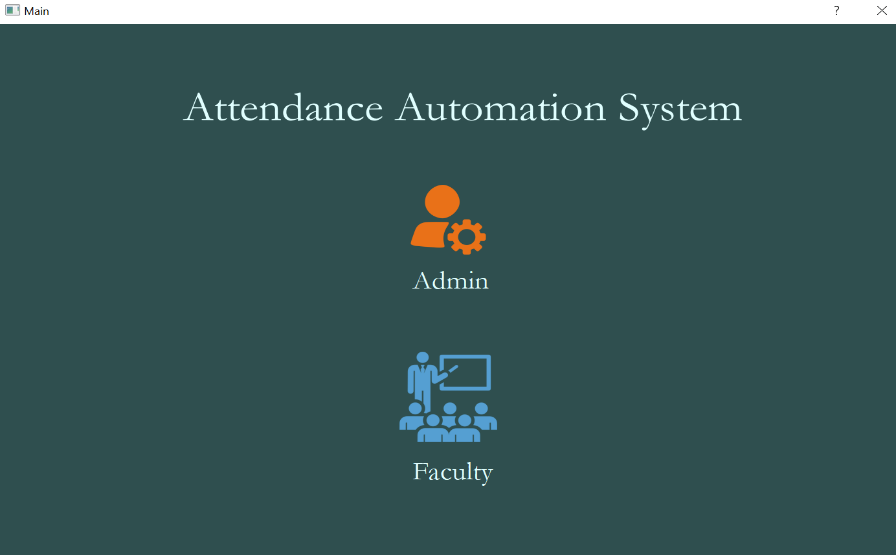 Main
?
Attendance Automation System
Admin
Faculty